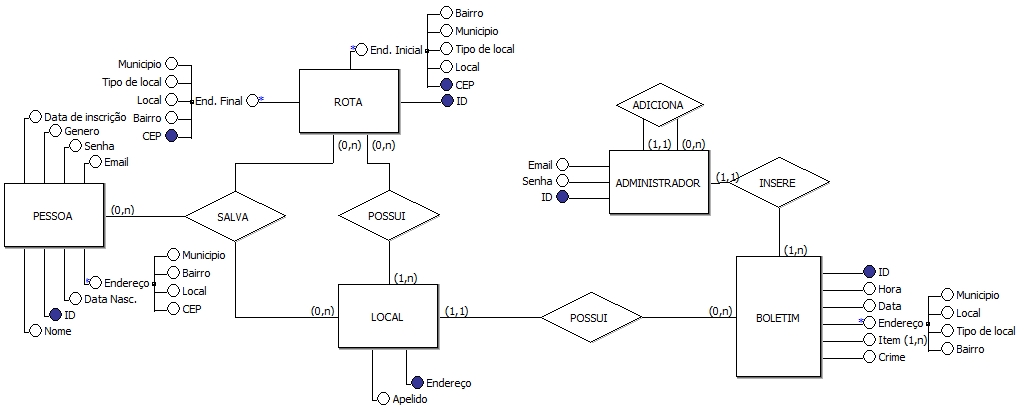 Bairro
Municipio
* End. Inicial
Tipo de local
Local
CEP
ID
Municipio
Tipo de local
Local
Bairro
CEP
End. Final *
ROTA
(0,n) (0,n)
Data de inscrição
Genero
Senha
Email
PESSOA
(0,n)
SALVA
POSSUI
* Endereço
Municipio
Bairro
Local
CEP
Data Nasc.
ID
Nome
(1,n)
(0,n)
LOCAL
(1,1)
Endereço
Apelido
POSSUI
(0,n)
ADICIONA
(1,1) (0,n)
Email
Senha
ID
ADMINISTRADOR
(1,1)
INSERE
(1,n)
BOLETIM
ID
Hora
Data
* Endereço
Item (1,n)
Crime
Municipio
Local
Tipo de local
Bairro